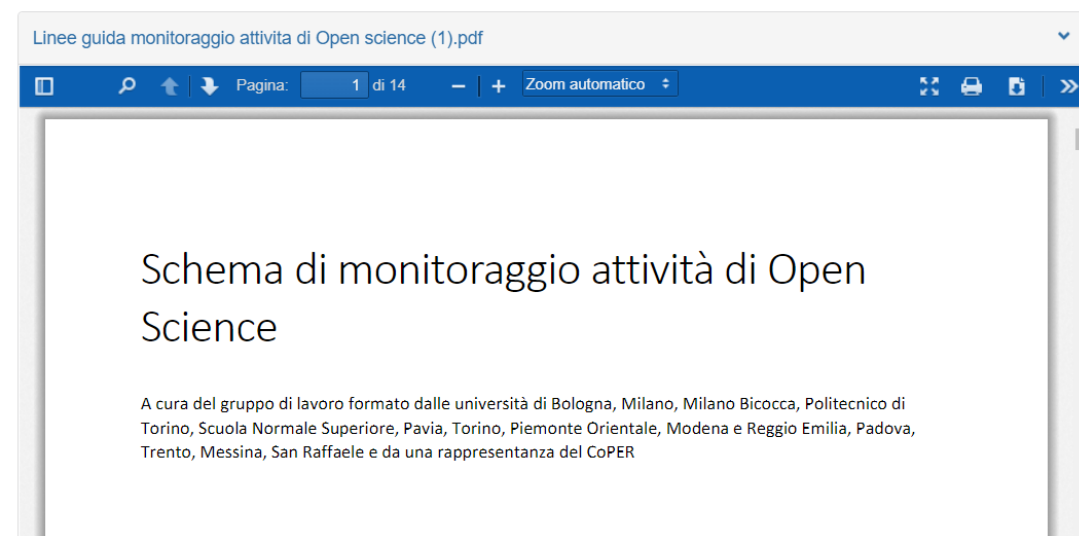 Linee guida monitoraggio attivita di Open science (1).pdf
Pagina: 1 di 14 Zoom automatico
Schema di monitoraggio attività di Open
Science
A cura del gruppo di lavoro formato dalle università di Bologna, Milano, Milano Bicocca, Politecnico di
Torino, Scuola Normale Superiore, Pavia, Torino, Piemonte Orientale, Modena e Reggio Emilia, Padova,
Trento, Messina, San Raffaele e da una rappresentanza del CoPER